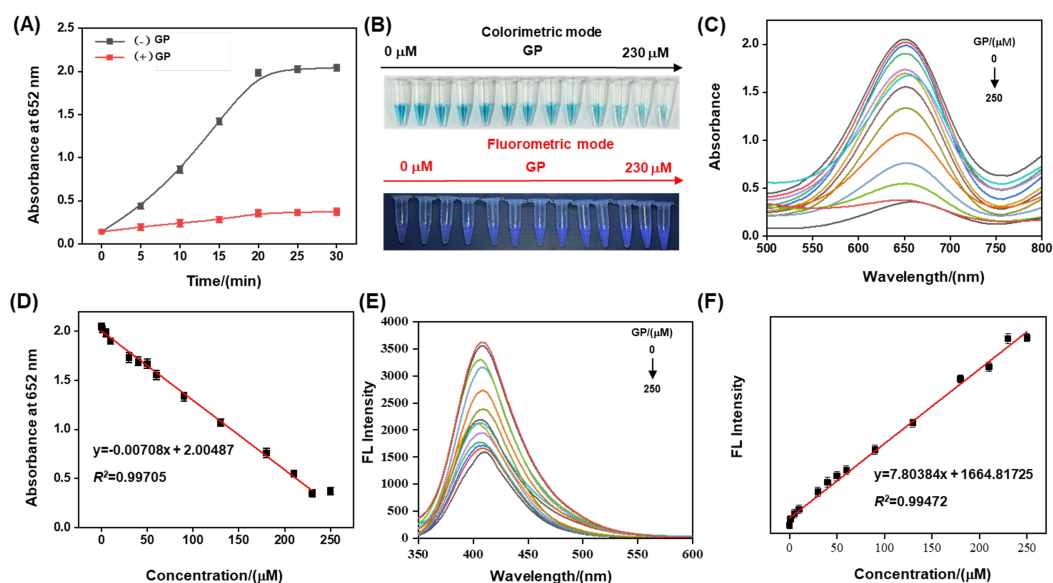 (A)
Absorbance at 652 nm
2.5
2.0
1.5
1.0
0.5
0.0
(-) GP
(+) GP
0 5 10 15 20 25 30
Time/(min)
(B)
Colorimetric mode
0 μM GP 230 μM
Fluorometric mode
0 μM GP 230 μM
(C)
Absorbance
2.5
2.0
1.5
1.0
0.5
0.0
GP/(μM)
0
250
500 550 600 650 700 750 800
Wavelength/(nm)
(D)
Absorbance at 652 nm
2.0
1.5
1.0
0.5
0.0
y=-0.00708x + 2.00487
R²=0.99705
0 50 100 150 200 250
Concentration/(μM)
(E)
FL Intensity
4000
3500
3000
2500
2000
1500
1000
500
0
GP/(μM)
0
250
350 400 450 500 550 600
Wavelength/(nm)
(F)
FL Intensity
y=7.80384x + 1664.81725
R²=0.99472
0 50 100 150 200 250
Concentration/(μM)